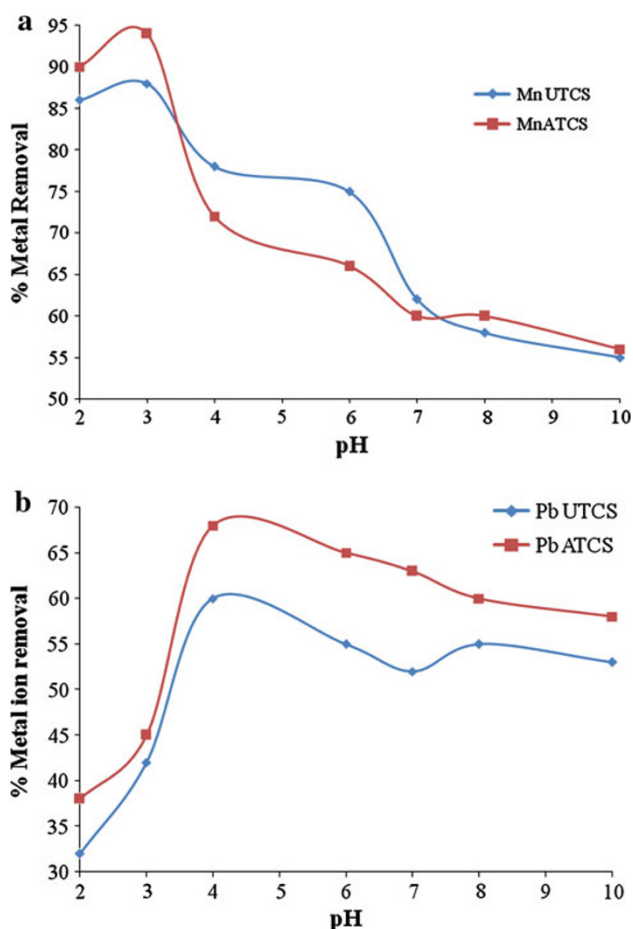 a
95
90
85
80
75
70
65
60
55
50
% Metal Removal
Mn UTCS
MnATCS
2 3 4 5 6 7 8 9 10
pH
b
70
65
60
55
50
45
40
35
30
% Metal ion removal
Pb UTCS
Pb ATCS
2 3 4 5 6 7 8 9 10
pH